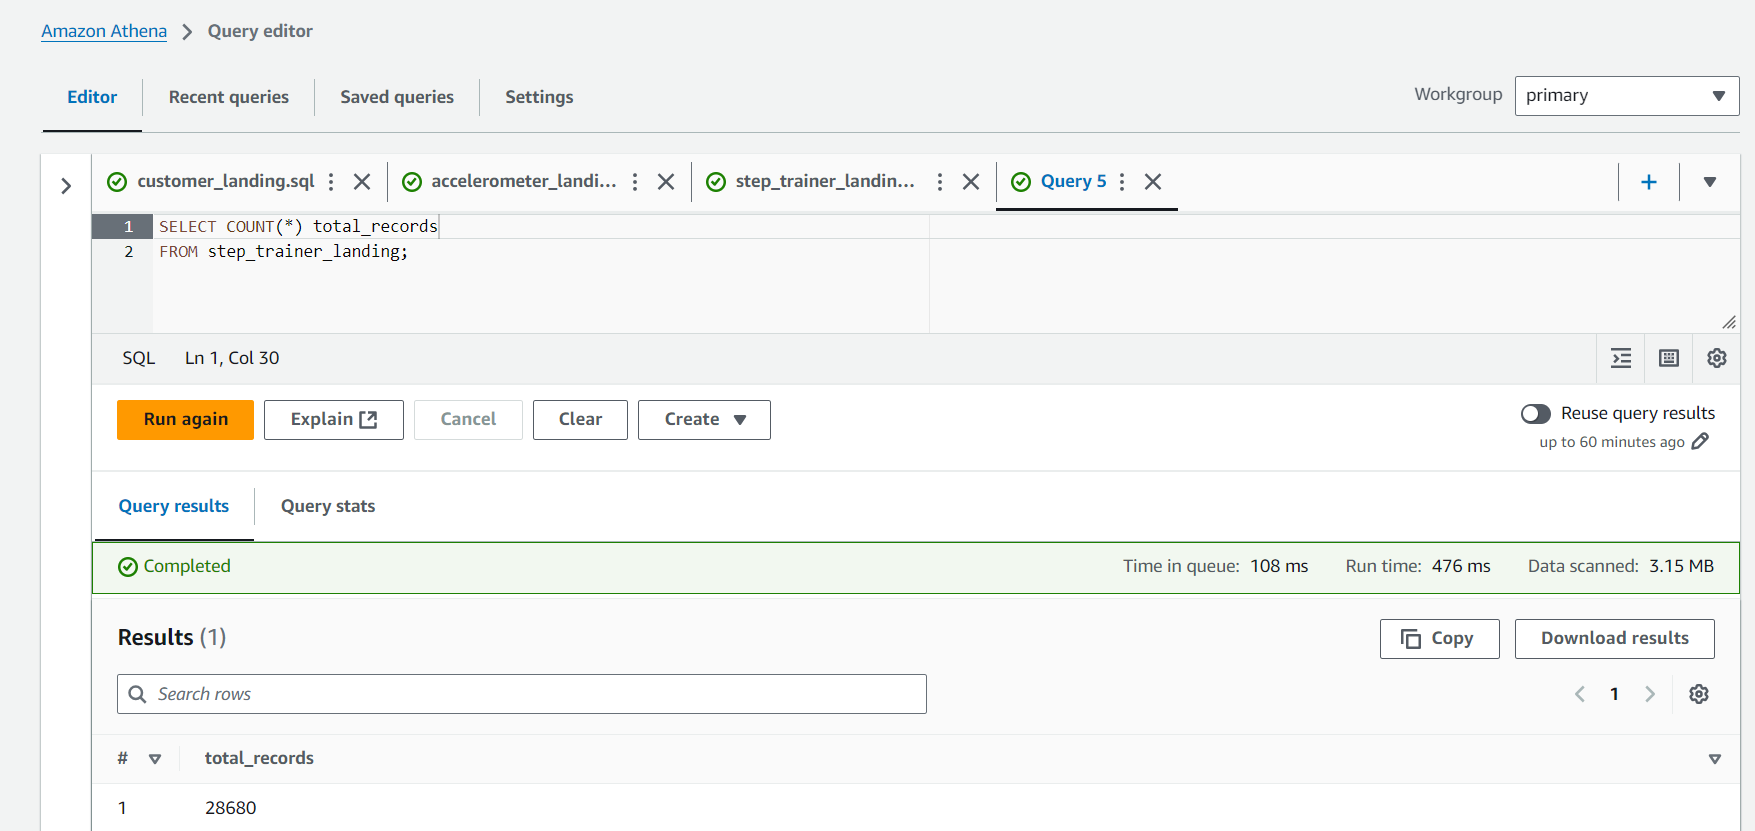 Amazon Athena > Query editor
Editor Recent queries Saved queries Settings Workgroup primary
customer_landing.sql accelerometer_landi... step_trainer_landin... Query 5
1 SELECT COUNT(*) total_records
2 FROM step_trainer_landing;
SQL Ln 1, Col 30
Run again Explain Cancel Clear Create Reuse query results
up to 60 minutes ago
Query results Query stats
Completed Time in queue: 108 ms Run time: 476 ms Data scanned: 3.15 MB
Results (1) Copy Download results
Search rows 1
# total_records
1 28680